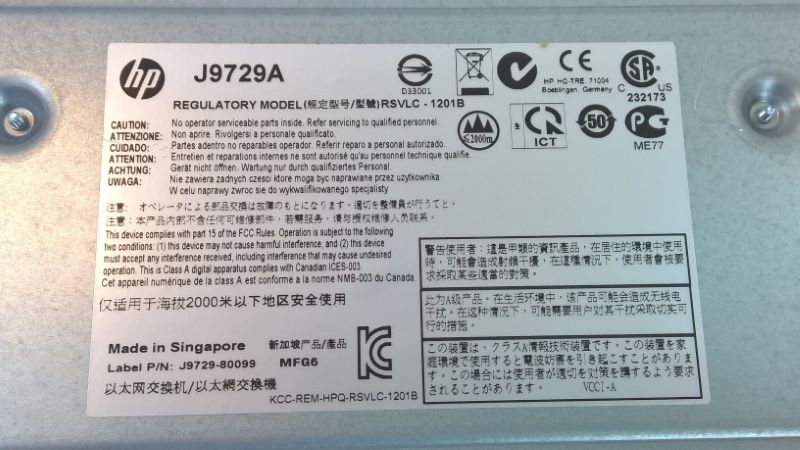 hp J9729A
REGULATORY MODEL(规定型号/型號)RSVLC - 1201B
D33001
HP HQ-TRE, 71004
Boeblingen, Germany
C SA US
232173
CAUTION: No operator serviceable parts inside. Refer servicing to qualified personnel.
ATTENZIONE: Non aprire. Rivolgersi a personale qualificato.
CUIDADO: Partes adentro no reparables operador. Referir reparo a personal autorizado.
ATTENTION: Entretien et reparations internes ne sont autorisé qu'au personnel technique qualifie.
ACHTUNG: Gerät nicht öffnen. Wartung nur durch qualifiziertes Personal
UWAGA: Nie zawiera żadnych czesci ktore moga byc naprawiane przez uzytkownika
W celu naprawy zwroc sie do wykwalifikowanego specjalisty
≤2000m
ICT
50
ME77
注意: オペレータによる部品交換は故障のもとになります。適切を整備員が行うてと。
注意: 本产品内部不含任何可维修部件，若需服务，请与授权维修人员联系。
This device complies with part 15 of the FCC Rules. Operation is subject to the following
two conditions: (1) this device may not cause harmful interference, and (2) this device
must accept any interference received, including interference that may cause undesired
operation. This is Class A digital apparatus complies with Canadian ICES-003.
Cet appareil numérique de la class A est conforme a la norme NMB-003 du Canada.
仅适用于海拔2000米以下地区安全使用
Made in Singapore 新加坡产品/產品
Label P/N: J9729-80099 MFG6
以太网交换机/以太網交換機
KCC-REM-HPQ-RSVLC-1201B
警告使用者：這是甲類的資訊產品，在居住的環境中使用
時，可能會造成射頻干擾，在這種情況下，使用者會被要
求採取某些適當的對策。
此为A级产品。在生活环境中，该产品可能会造成无线电
干扰。在这种情况下，可能需要用户对其干扰采取切实可
行的措施。
この装置は、クラスA情報技術装置です。この装置を家
庭環境で使用すると電波妨害を引き起こすことがありま
す。この場合には使用者が適切を対策を講するよう要求
されることがあります。 VCCI-A